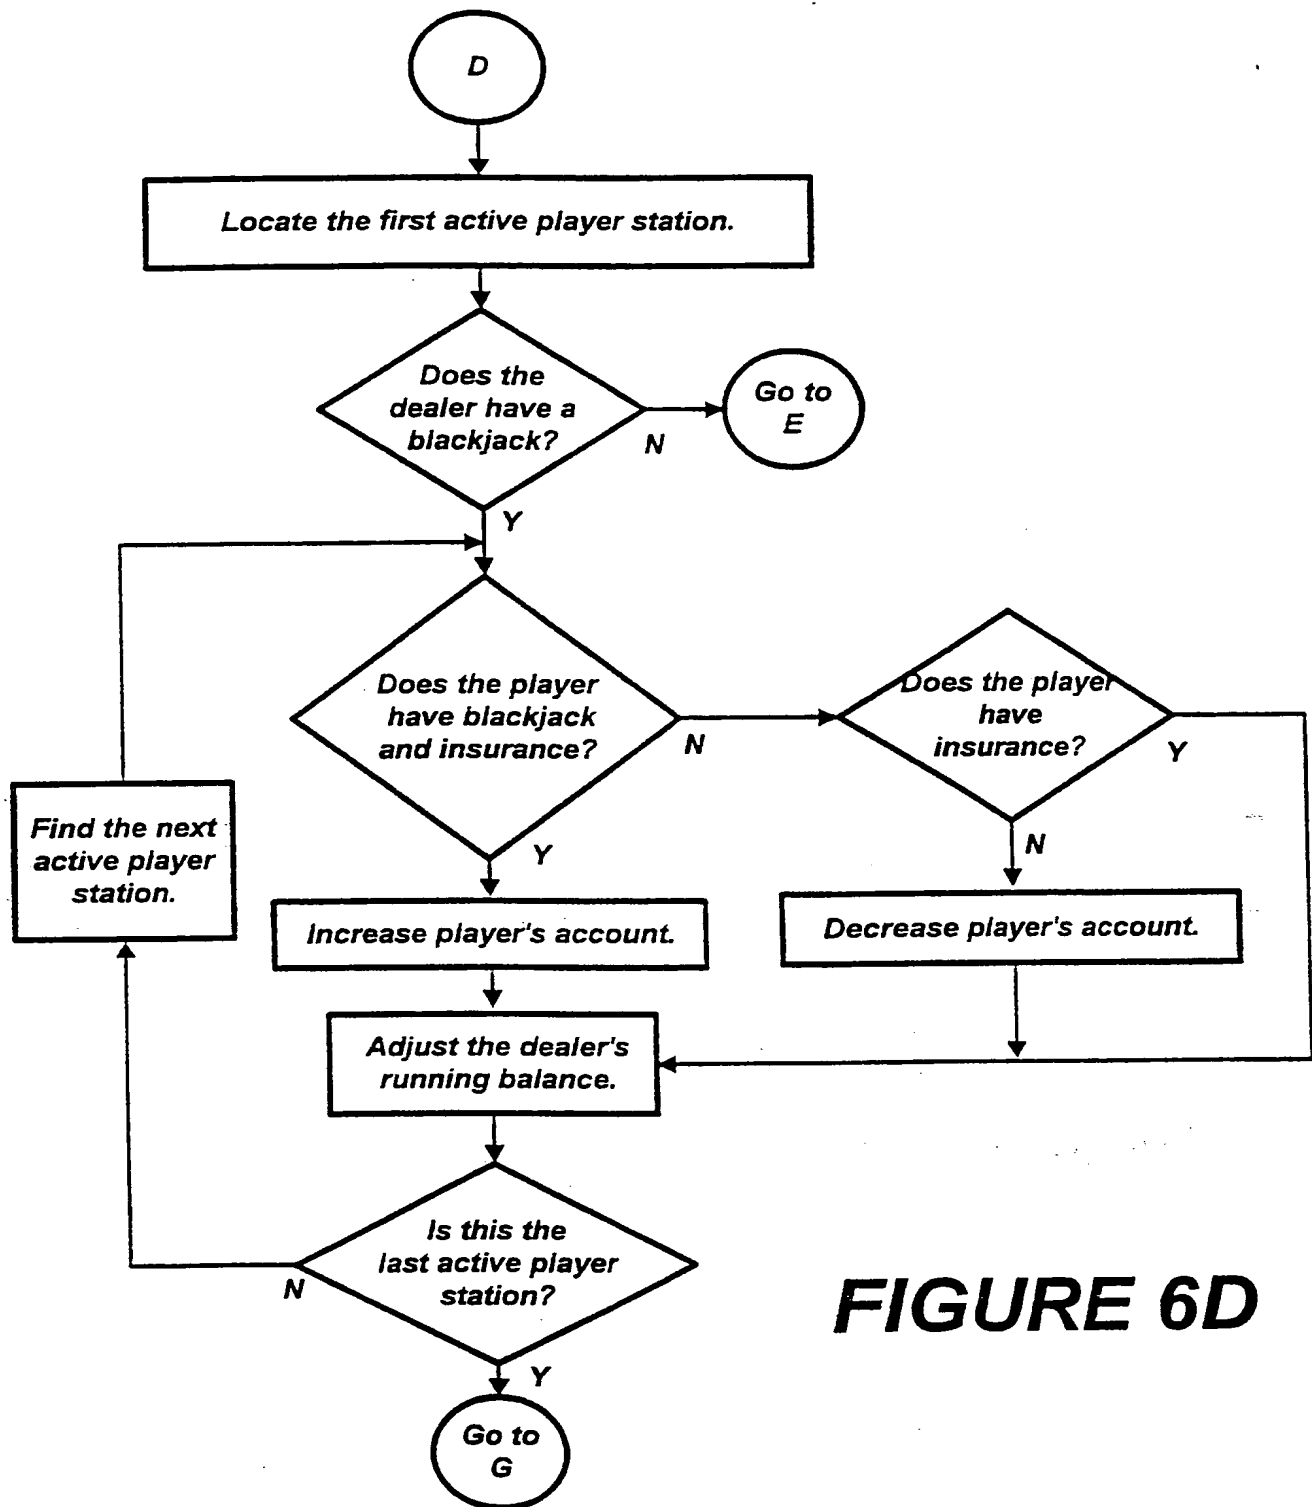 D
Locate the first active player station.
Does the
dealer have a
blackjack?
N
Go to
E
Y
Does the player
have blackjack
and insurance?
N
Does the player
have
insurance?
Y
Find the next
active player
station.
Y
N
Increase player's account.
Decrease player's account.
Adjust the dealer's
running balance.
Is this the
last active player
station?
N
FIGURE 6D
Y
Go to
G